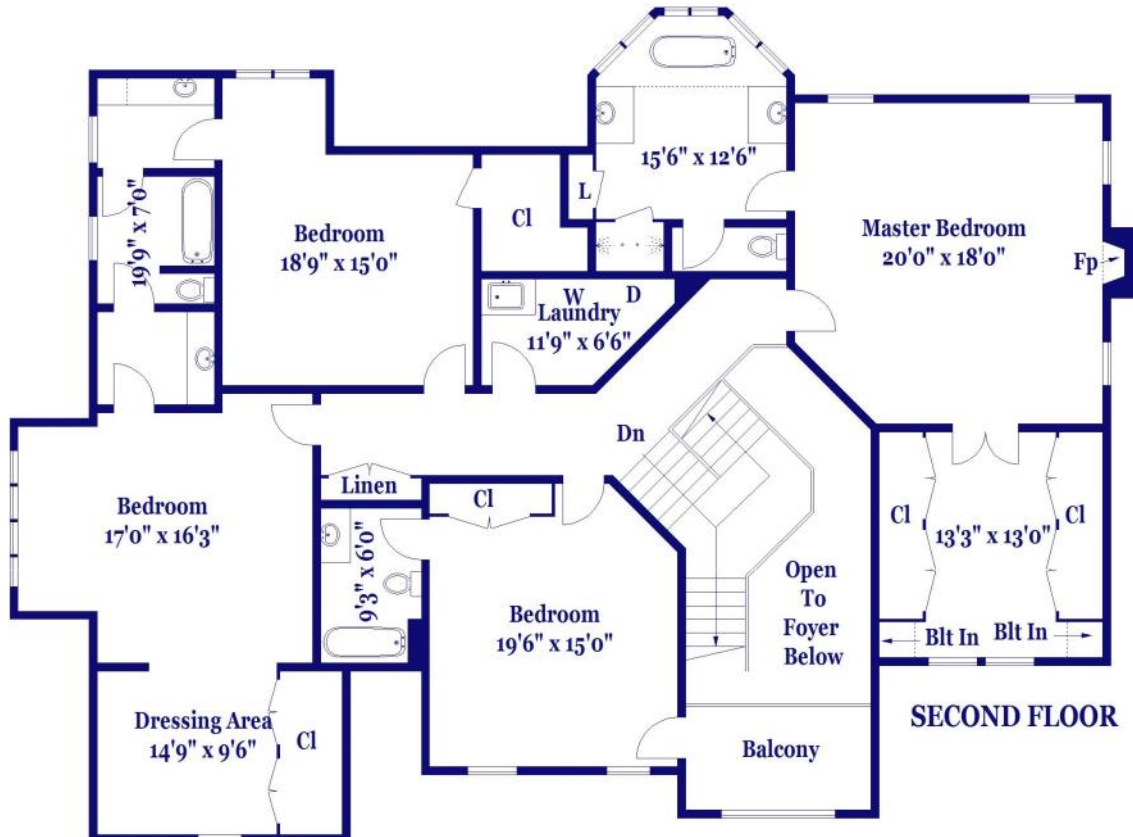 15'6" x 12'6"
L
Cl
Bedroom
18'9" x 15'0"
19'9" x 7'0"
Master Bedroom
20'0" x 18'0"
Fp
W
D
Laundry
11'9" x 6'6"
Dn
Linen
Cl
Bedroom
17'0" x 16'3"
9'3" x 6'0"
Bedroom
19'6" x 15'0"
Open
To
Foyer
Below
Cl
Cl
13'3" x 13'0"
Blt In
Blt In
Dressing Area
14'9" x 9'6"
Cl
Balcony
SECOND FLOOR